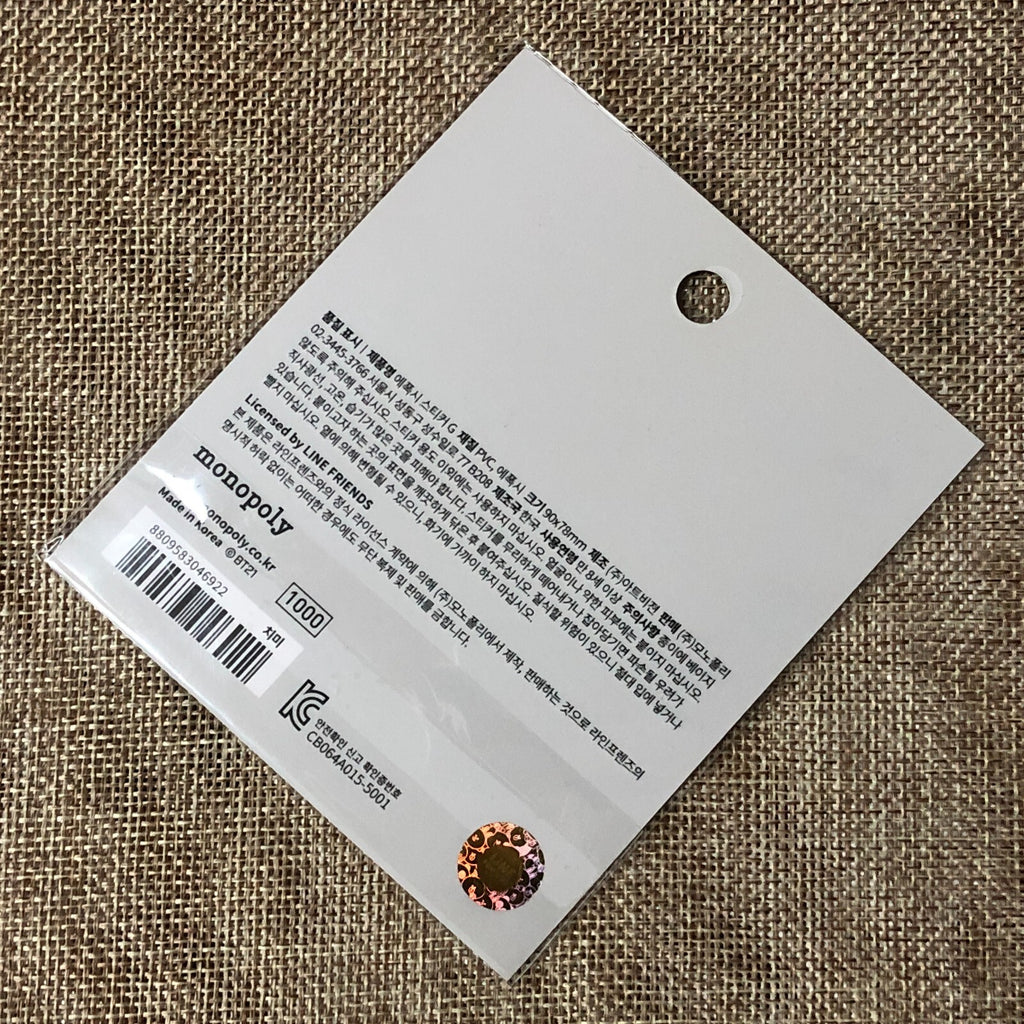 품질 표시 | 제품명 에폭시 스티커 G 재질 PVC, 에폭시 크기 90x78mm 제조 (주)아트비젼 판매 (주)모노폴리
02-3445-3766 서울시 성동구 성수일로 77 B208 제조국 한국 사용연령 만 8세 이상 주의사항 종이에 베이지
않도록 주의해 주십시오. 스티커 용도 이외에는 사용하지 마십시오. 얼굴이나 약한 피부에는 붙이지 마십시오.
직사광선, 고온, 습기가 많은 곳을 피해야 합니다. 스티커를 무리하게 떼어내거나 잡아당기면 파손될 우려가
있습니다. 붙이고자 하는 곳의 표면을 깨끗하게 닦은 후 붙여주십시오. 질식할 위험이 있으니 절대 입에 넣거나
빨지 마십시오. 열에 의해 변형될 수 있으니, 화기에 가까이 하지 마십시오.
Licensed by LINE FRIENDS
본 제품은 라인프렌즈와의 정식 라이선스 계약에 의해 (주)모노폴리에서 제작, 판매하는 것으로 라인프렌즈의
명시적 허락 없이는 어떠한 경우에도 무단 복제 및 판매를 금합니다.
monopoly
monopoly.co.kr
Made in Korea ©BT21
1000
8809583046922
치미
안전확인 신고 확인증번호
CB064A015-5001